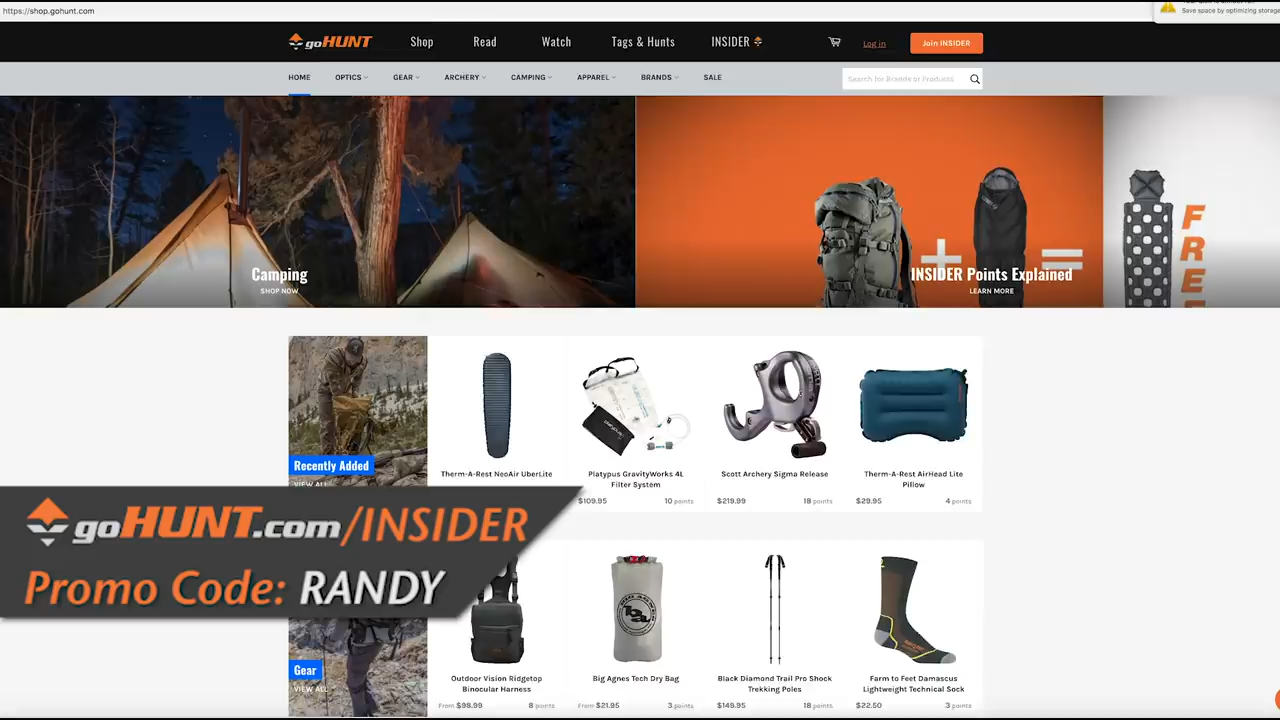 https://shop.gohunt.com
Save space by optimizing storage
goHUNT
Shop
Read
Watch
Tags & Hunts
INSIDER
Log in
Join INSIDER
HOME
OPTICS
GEAR
ARCHERY
CAMPING
APPAREL
BRANDS
SALE
Search for Brands or Products
Camping
SHOP NOW
INSIDER Points Explained
LEARN MORE
FREE
Recently Added
VIEW ALL
Therm-A-Rest NeoAir UberLite
Platypus GravityWorks 4L
Filter System
$109.95
10 points
Scott Archery Sigma Release
$219.99
18 points
Therm-A-Rest AirHead Lite
Pillow
$29.95
4 points
goHUNT.com/INSIDER
Promo Code: RANDY
Gear
VIEW ALL
Outdoor Vision Ridgetop
Binocular Harness
From $98.99
8 points
Big Agnes Tech Dry Bag
From $21.95
3 points
Black Diamond Trail Pro Shock
Trekking Poles
$149.95
18 points
Farm to Feet Damascus
Lightweight Technical Sock
$22.50
3 points